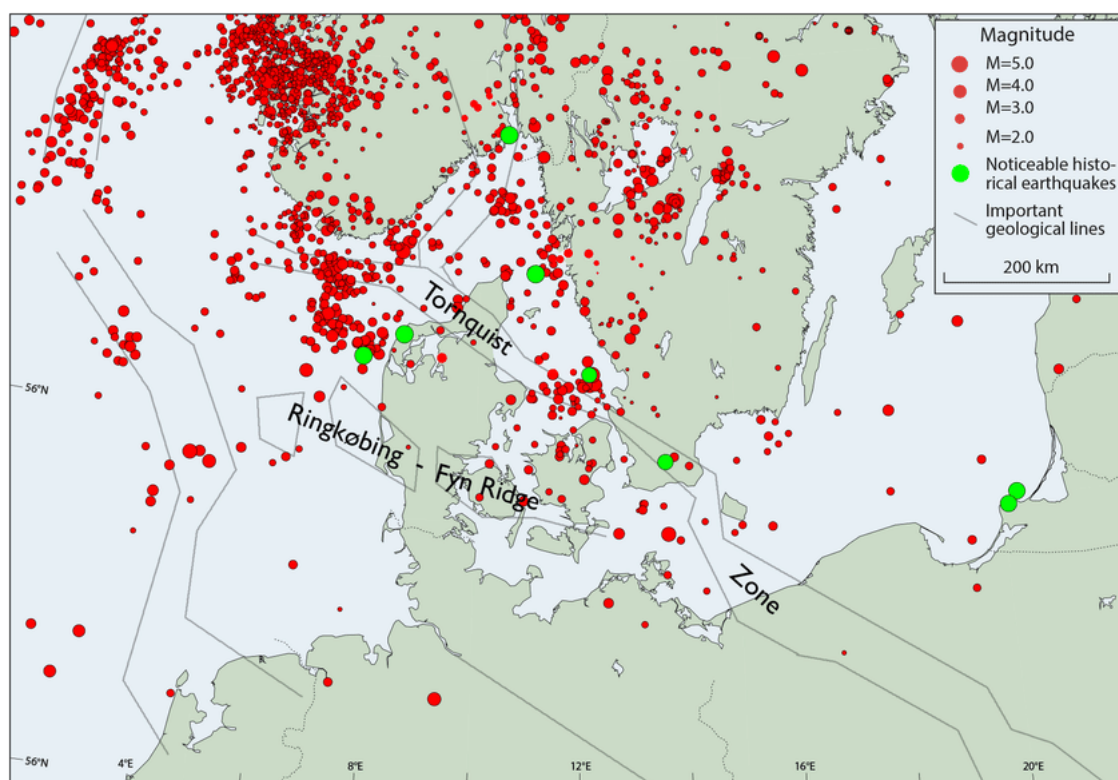 Magnitude
M=5.0
M=4.0
M=3.0
M=2.0
Noticeable histo-
rical earthquakes
Important
geological lines
200 km
Tornquist
56°N
Ringkøbing - Fyn Ridge
Zone
56°N
4°E
8°E
12°E
16°E
20°E